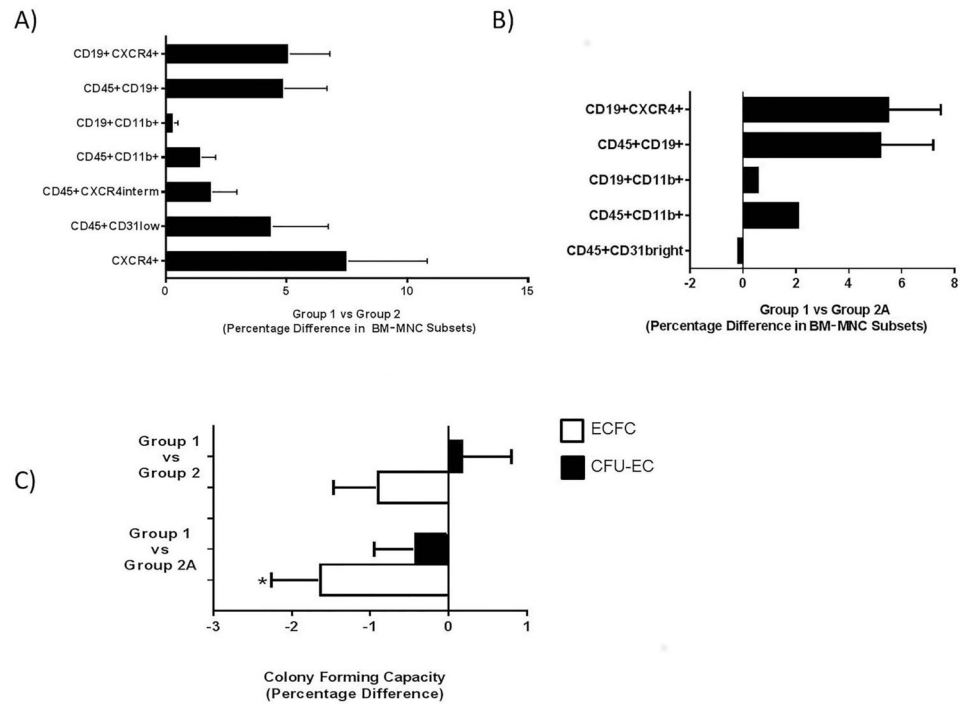 A)
CD19+CXCR4+
CD45+CD19+
CD19+CD11b+
CD45+CD11b+
CD45+CXCR4interm
CD45+CD31low
CXCR4+
0 5 10 15
Group 1 vs Group 2
(Percentage Difference in BM-MNC Subsets)
B)
CD19+CXCR4+
CD45+CD19+
CD19+CD11b+
CD45+CD11b+
CD45+CD31bright
-2 0 2 4 6 8
Group 1 vs Group 2A
(Percentage Difference in BM-MNC Subsets)
C)
Group 1
vs
Group 2
Group 1
vs
Group 2A
*
-3 -2 -1 0 1
Colony Forming Capacity
(Percentage Difference)
ECFC
CFU-EC